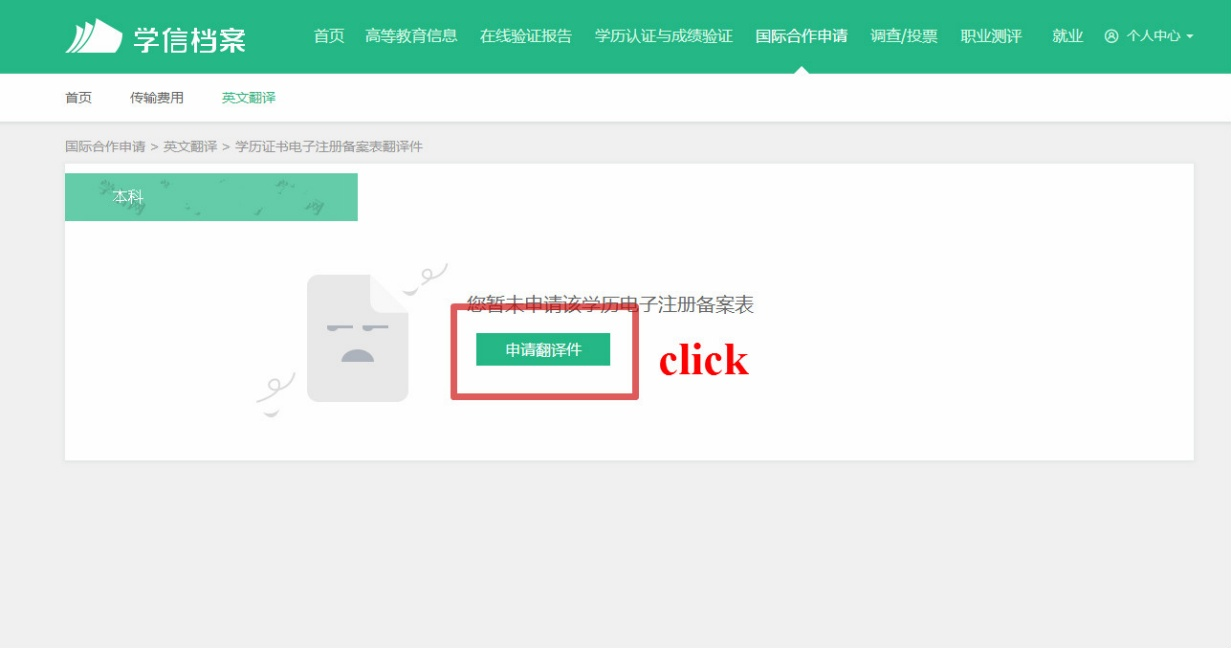 学信档案
首页 高等教育信息 在线验证报告 学历认证与成绩验证 国际合作申请 调查/投票 职业测评 就业 个人中心
首页 传输费用 英文翻译
国际合作申请 > 英文翻译 > 学历证书电子注册备案表翻译件
本科
您暂未申请该学历电子注册备案表
申请翻译件
click